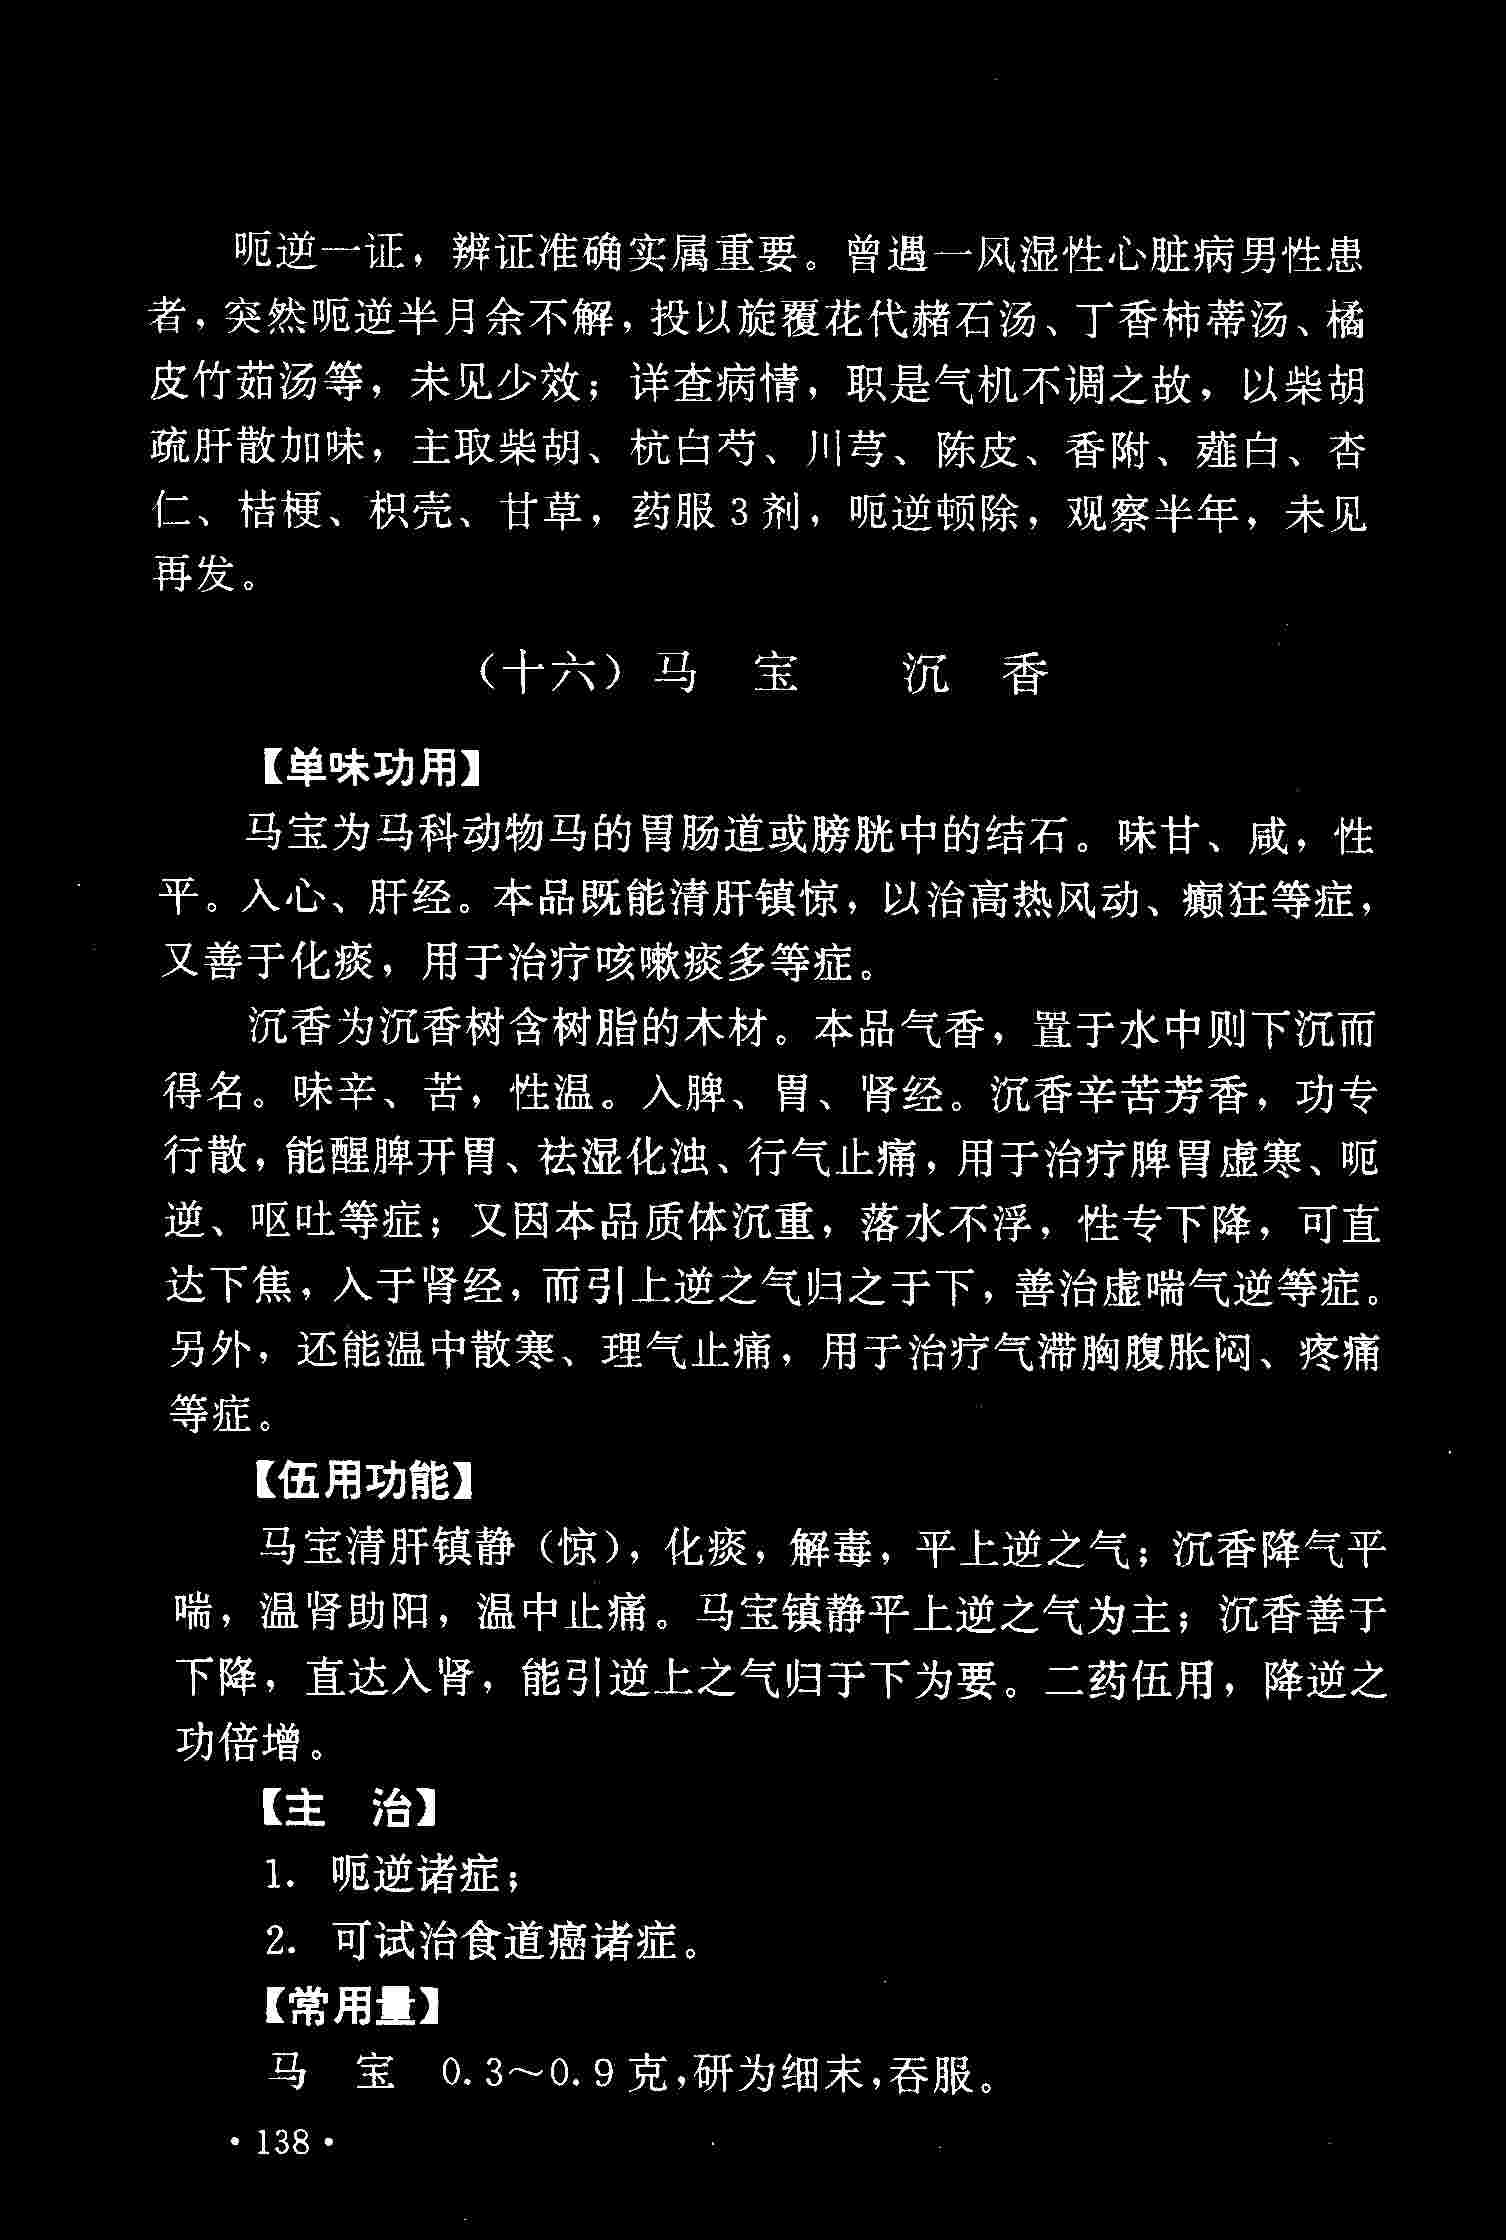 呃逆一证，辨证准确实属重要。曾遇一风湿性心脏病男性患
者，突然呃逆半月余不解，投以旋覆花代赭石汤、丁香柿蒂汤、橘
皮竹茹汤等，未见少效；详查病情，职是气机不调之故，以柴胡
疏肝散加味，主取柴胡、杭白芍、川芎、陈皮、香附、薤白、杏
仁、桔梗、枳壳、甘草，药服3剂，呃逆顿除，观察半年，未见
再发。
（十六）马　宝　　沉　香
【单味功用】
马宝为马科动物马的胃肠道或膀胱中的结石。味甘、咸，性
平。入心、肝经。本品既能清肝镇惊，以治高热风动、癫狂等症，
又善于化痰，用于治疗咳嗽痰多等症。
沉香为沉香树含树脂的木材。本品气香，置于水中则下沉而
得名。味辛、苦，性温。入脾、胃、肾经。沉香辛苦芳香，功专
行散，能醒脾开胃、祛湿化浊、行气止痛，用于治疗脾胃虚寒、呃
逆、呕吐等症；又因本品质体沉重，落水不浮，性专下降，可直
达下焦，入于肾经，而引上逆之气归之于下，善治虚喘气逆等症。
另外，还能温中散寒、理气止痛，用于治疗气滞胸腹胀闷、疼痛
等症。
【伍用功能】
马宝清肝镇静（惊），化痰，解毒，平上逆之气；沉香降气平
喘，温肾助阳，温中止痛。马宝镇静平上逆之气为主；沉香善于
下降，直达入肾，能引逆上之气归于下为要。二药伍用，降逆之
功倍增。
【主　治】
1. 呃逆诸症；
2. 可试治食道癌诸症。
【常用量】
马　宝　0.3～0.9克，研为细末，吞服。
·138·